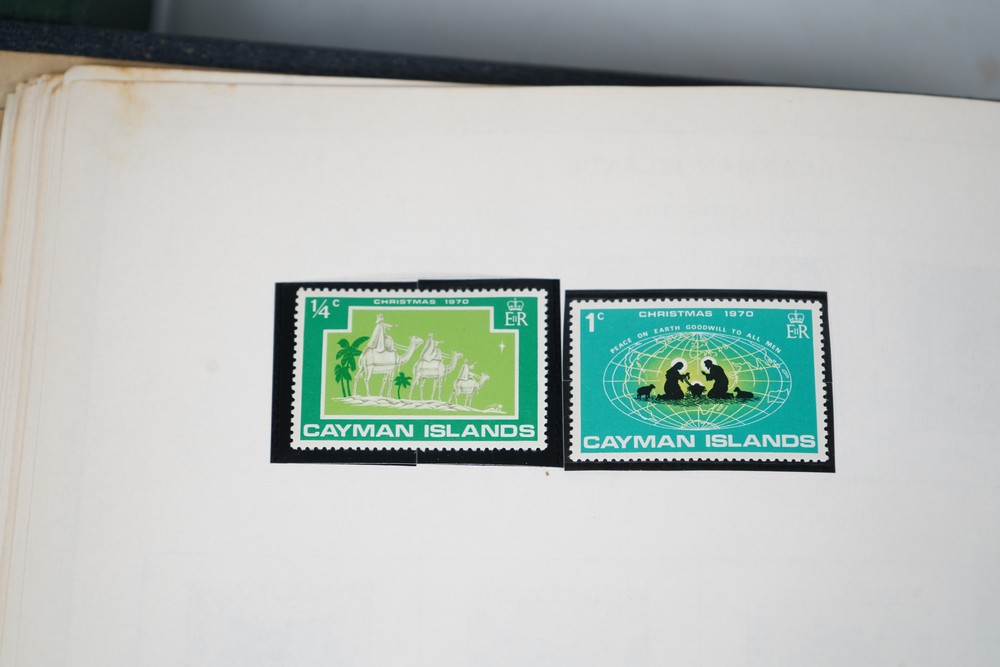 1/4 c
CHRISTMAS 1970
EIIR
CAYMAN ISLANDS
1c
CHRISTMAS 1970
EIIR
PEACE ON EARTH GOODWILL TO ALL MEN
CAYMAN ISLANDS